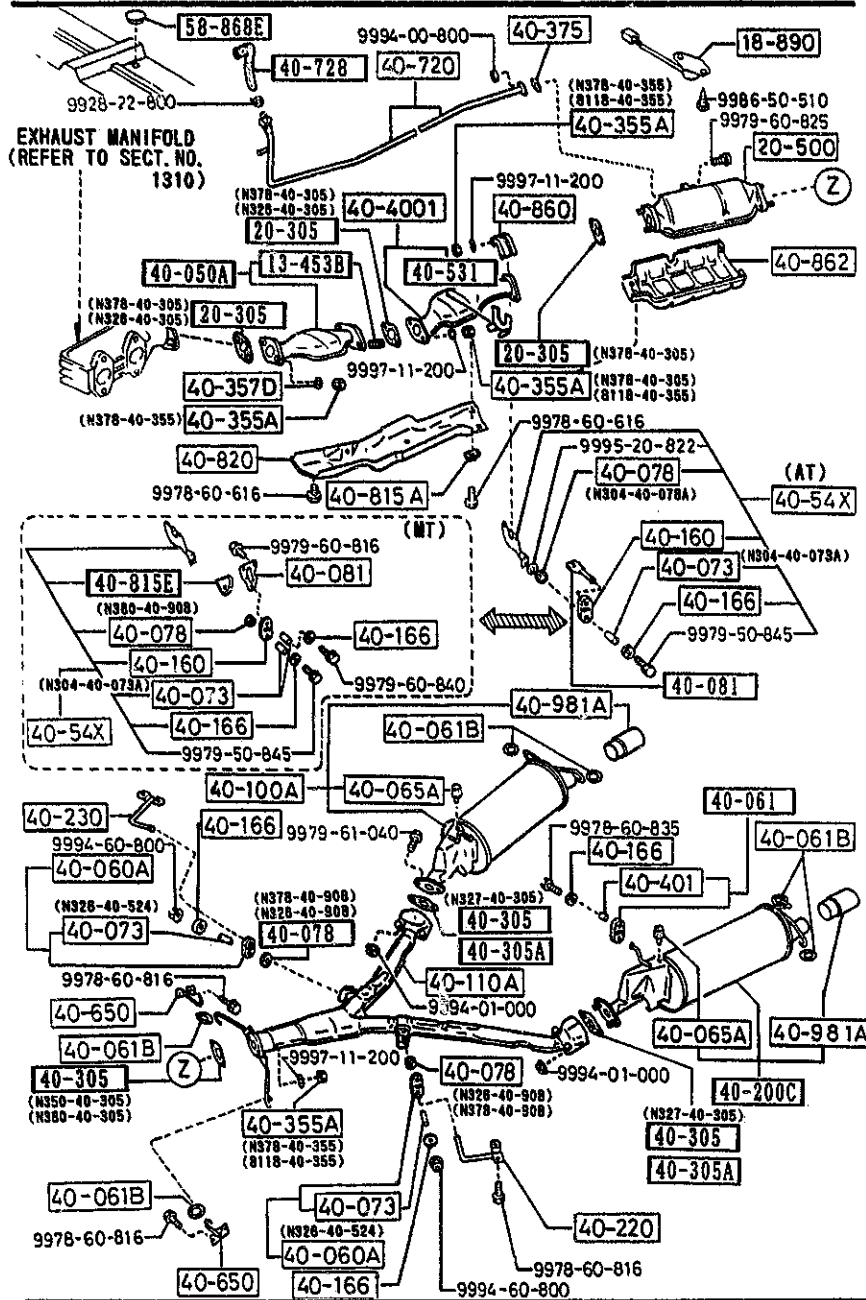 58-868E
9994-00-800
40-375
18-890
40-728
40-720
(N378-40-355)
(8118-40-355)
40-355A
9928-22-800
9986-50-510
9979-60-825
20-500
EXHAUST MANIFOLD
(REFER TO SECT. NO.
1310)
Z
(N378-40-305)
(N326-40-305)
20-305
40-4001
9997-11-200
40-860
40-862
40-050A
13-453B
40-531
(N378-40-305)
(N326-40-305)
20-305
20-305
(N378-40-305)
9997-11-200
40-355A
(N378-40-305)
(8118-40-355)
40-357D
(N378-40-355)
40-355A
40-820
9978-60-616
9995-20-822
40-078
(N304-40-078A)
(AT)
40-54X
9978-60-616
40-815A
(MT)
9979-60-816
40-081
40-815E
(N380-40-908)
40-078
40-166
40-160
9979-60-840
(N304-40-073A)
40-073
40-166
40-54X
9979-50-845
40-160
40-073
(N304-40-073A)
40-166
9979-50-845
40-081
40-981A
40-061B
40-100A
40-065A
40-230
40-166
9979-61-040
9994-60-800
40-060A
(N326-40-524)
40-073
(N378-40-908)
(N326-40-908)
40-078
(N327-40-305)
40-305
40-305A
40-061
9978-60-835
40-166
40-061B
40-401
9978-60-816
40-110A
9994-01-000
40-650
40-061B
40-305
(N350-40-305)
(N380-40-305)
Z
9997-11-200
40-355A
(N378-40-355)
(8118-40-355)
40-078
(N326-40-908)
(N378-40-908)
9994-01-000
40-065A
40-981A
40-200C
(N327-40-305)
40-305
40-305A
40-061B
9978-60-816
40-650
40-073
(N326-40-524)
40-060A
40-166
40-220
9978-60-816
9994-60-800